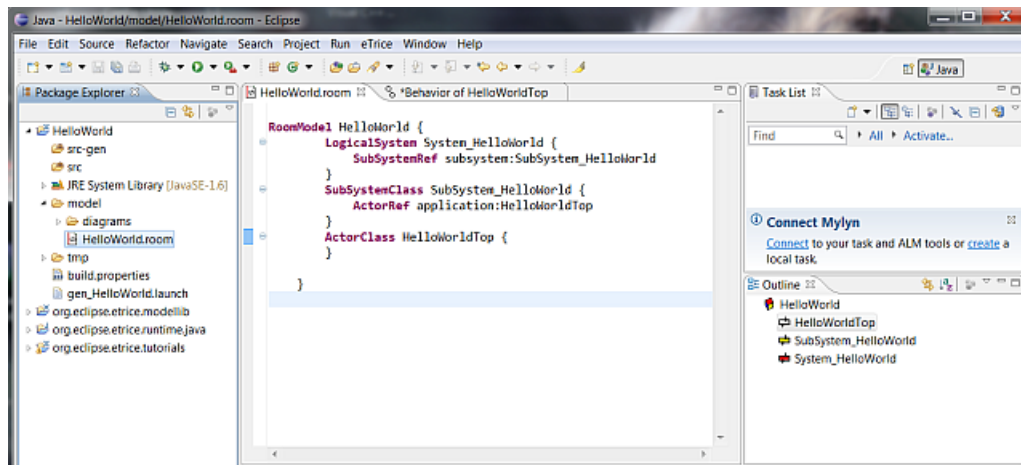 Java - HelloWorld/model/HelloWorld.room - Eclipse
File Edit Source Refactor Navigate Search Project Run eTrice Window Help
Java
Package Explorer
HelloWorld
src-gen
src
JRE System Library [JavaSE-1.6]
model
diagrams
HelloWorld.room
tmp
build.properties
gen_HelloWorld.launch
org.eclipse.etrice.modellib
org.eclipse.etrice.runtime.java
org.eclipse.etrice.tutorials
HelloWorld.room *Behavior of HelloWorldTop
RoomModel HelloWorld {
LogicalSystem System_HelloWorld {
SubSystemRef subsystem:SubSystem_HelloWorld
}
SubSystemClass SubSystem_HelloWorld {
ActorRef application:HelloWorldTop
}
ActorClass HelloWorldTop {
}
}
Task List
Find All Activate...
Connect Mylyn
Connect to your task and ALM tools or create a
local task.
Outline
HelloWorld
HelloWorldTop
SubSystem_HelloWorld
System_HelloWorld